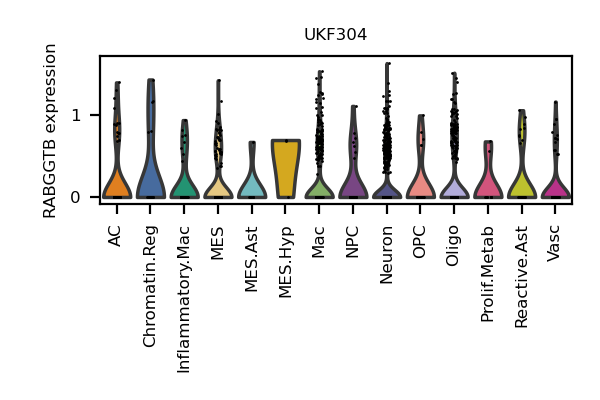 UKF304
RABGGTB expression
1
0
AC
Chromatin.Reg
Inflammatory.Mac
MES
MES.Ast
MES.Hyp
Mac
NPC
Neuron
OPC
Oligo
Prolif.Metab
Reactive.Ast
Vasc